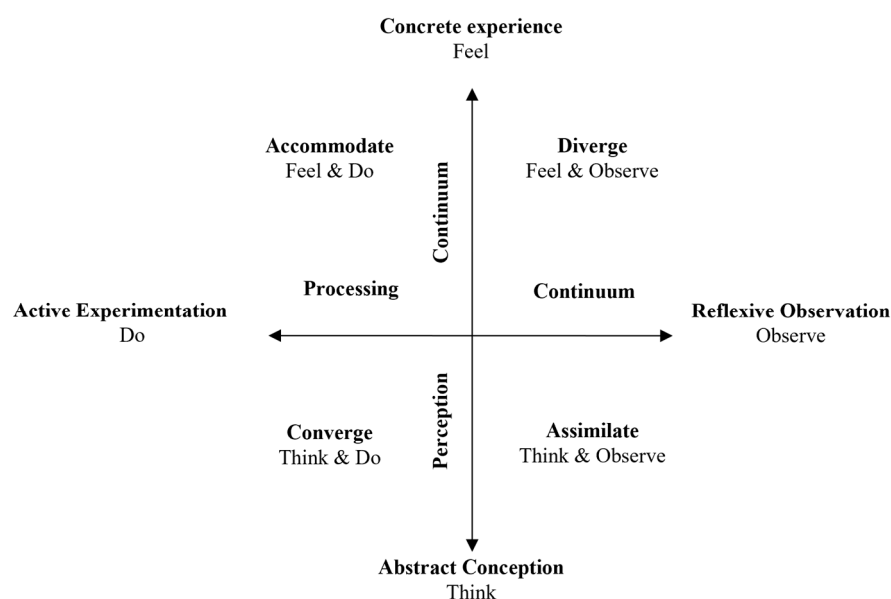 Concrete experience
Feel
Accommodate
Feel & Do
Diverge
Feel & Observe
Continuum
Processing
Continuum
Active Experimentation
Do
Reflexive Observation
Observe
Perception
Converge
Think & Do
Assimilate
Think & Observe
Abstract Conception
Think